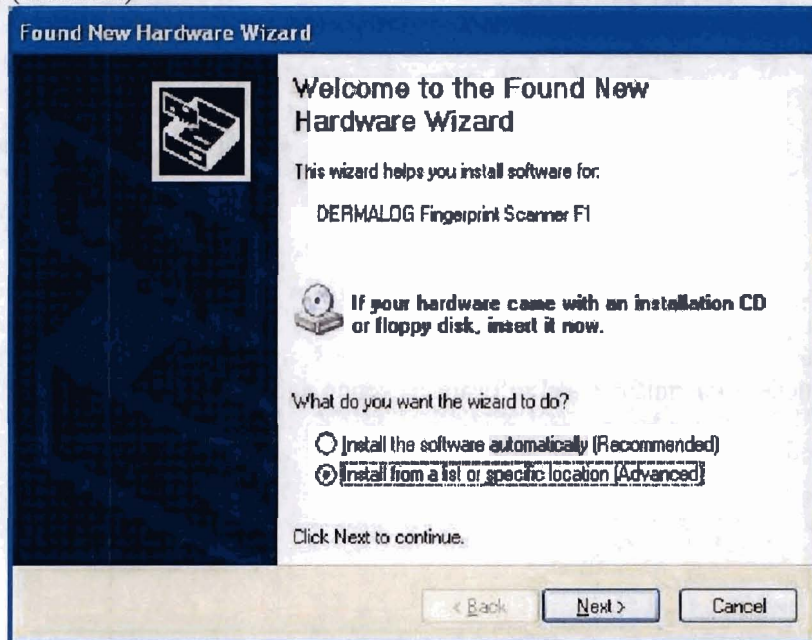 Found New Hardware Wizard
Welcome to the Found New
Hardware Wizard
This wizard helps you install software for:
DERMALOG Fingerprint Scanner F1
If your hardware came with an installation CD
or floppy disk, insert it now.
What do you want the wizard to do?
Install the software automatically (Recommended)
Install from a list or specific location (Advanced)
Click Next to continue.
< Back
Next >
Cancel